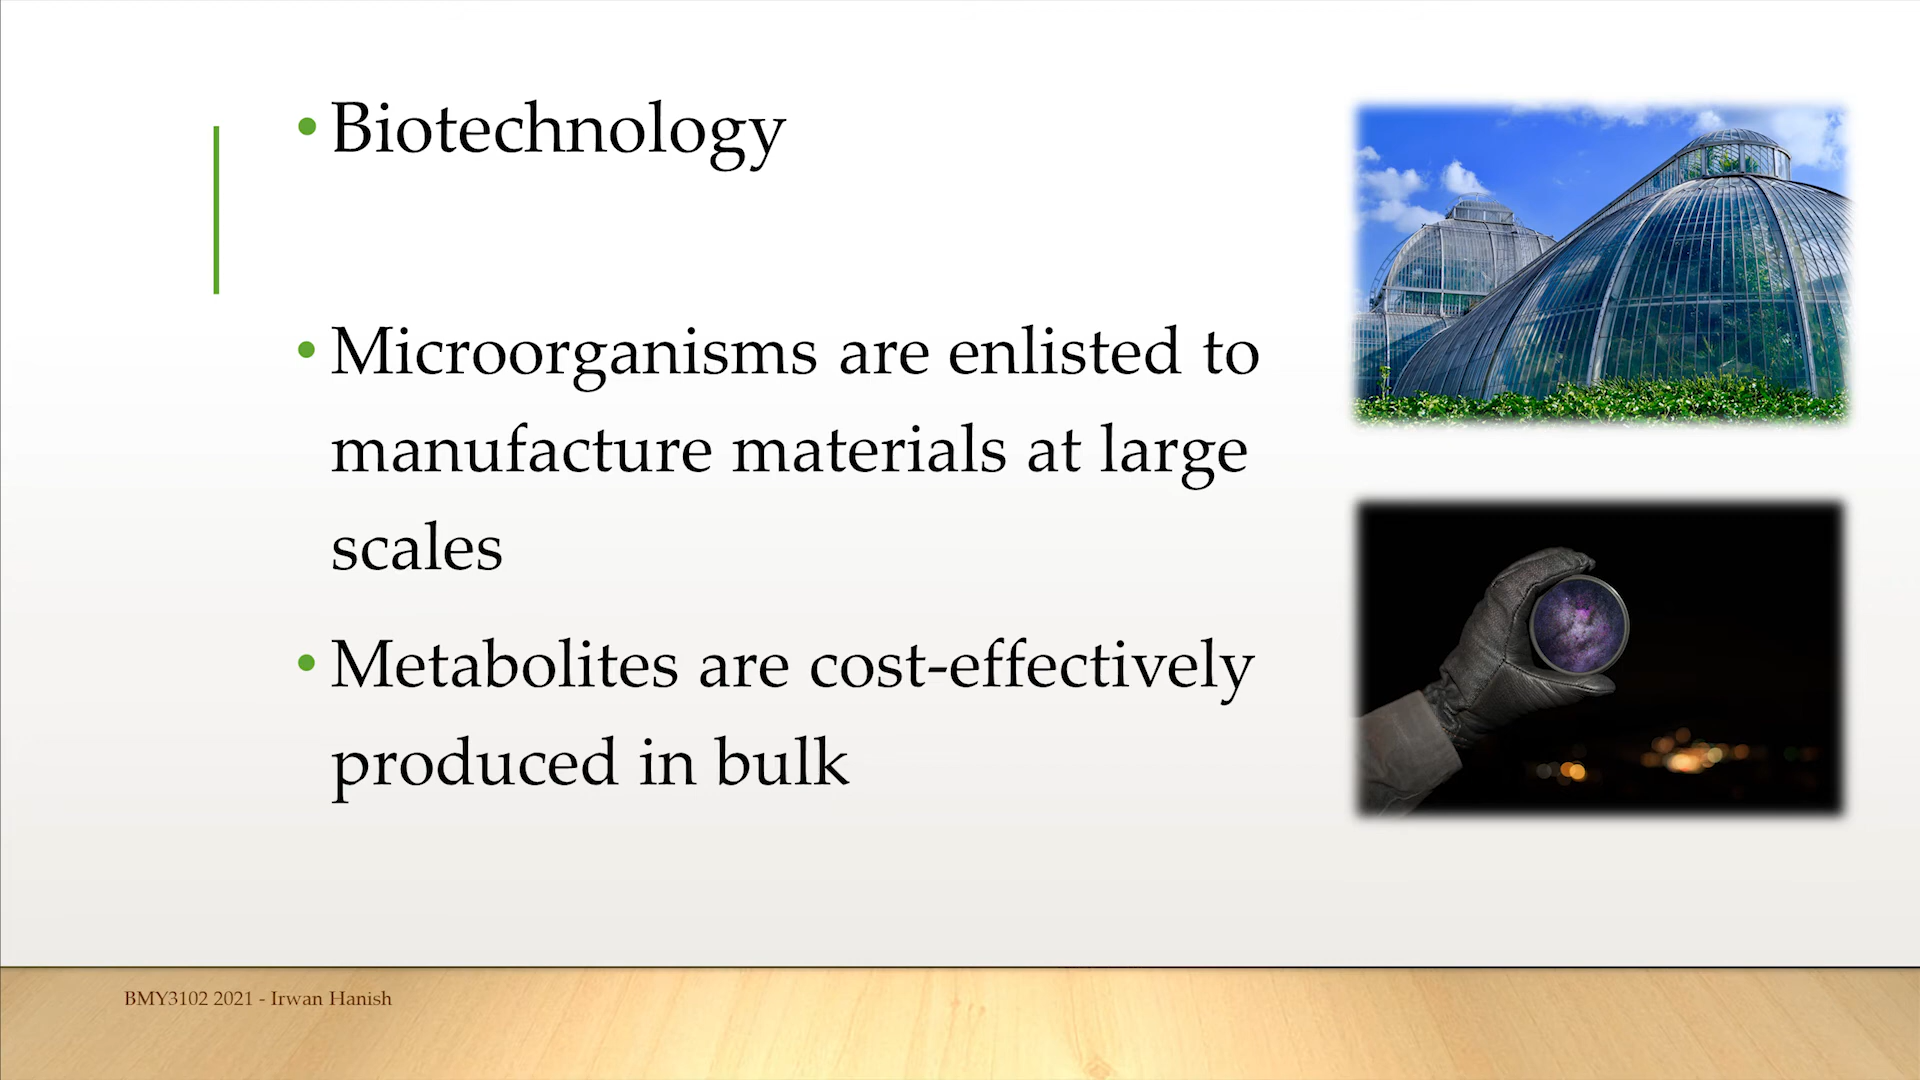 • Biotechnology
• Microorganisms are enlisted to
manufacture materials at large
scales
• Metabolites are cost-effectively
produced in bulk
BMY3102 2021 - Irwan Hanish